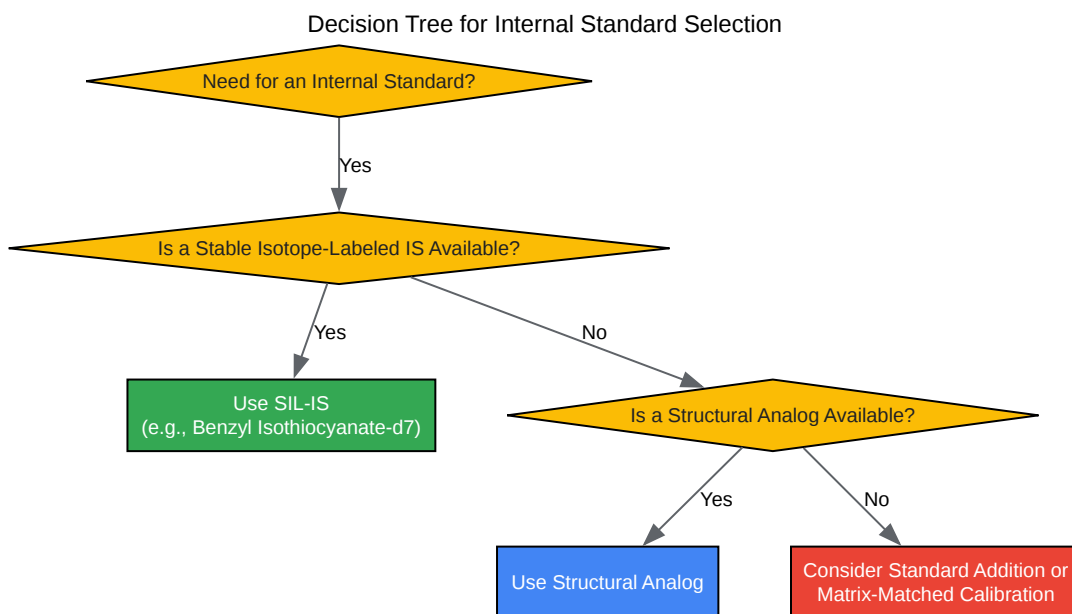 Decision Tree for Internal Standard Selection
Need for an Internal Standard?
Yes
Is a Stable Isotope-Labeled IS Available?
Yes
No
Use SIL-IS
(e.g., Benzyl Isothiocyanate-d7)
Is a Structural Analog Available?
Yes
No
Use Structural Analog
Consider Standard Addition or
Matrix-Matched Calibration